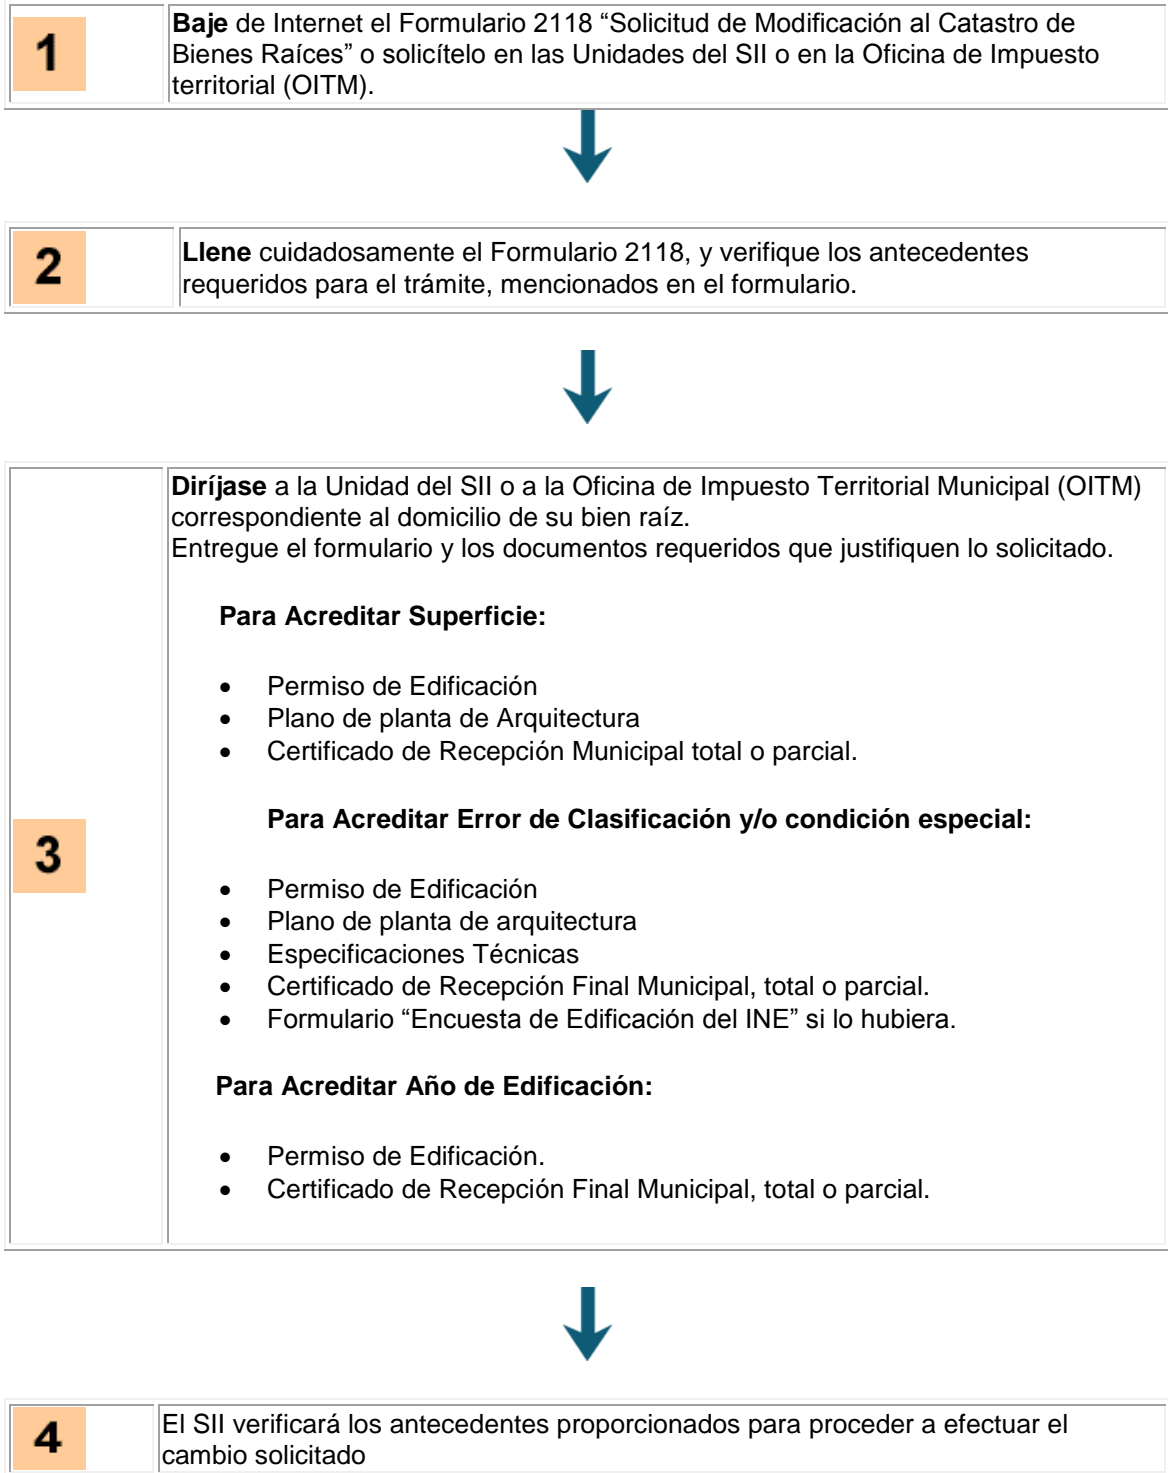 1
Baje de Internet el Formulario 2118 “Solicitud de Modificación al Catastro de
Bienes Raíces” o solicítelo en las Unidades del SII o en la Oficina de Impuesto
territorial (OITM).
2
Llene cuidadosamente el Formulario 2118, y verifique los antecedentes
requeridos para el trámite, mencionados en el formulario.
3
Diríjase a la Unidad del SII o a la Oficina de Impuesto Territorial Municipal (OITM)
correspondiente al domicilio de su bien raíz.
Entregue el formulario y los documentos requeridos que justifiquen lo solicitado.
Para Acreditar Superficie:
• Permiso de Edificación
• Plano de planta de Arquitectura
• Certificado de Recepción Municipal total o parcial.
Para Acreditar Error de Clasificación y/o condición especial:
• Permiso de Edificación
• Plano de planta de arquitectura
• Especificaciones Técnicas
• Certificado de Recepción Final Municipal, total o parcial.
• Formulario “Encuesta de Edificación del INE” si lo hubiera.
Para Acreditar Año de Edificación:
• Permiso de Edificación.
• Certificado de Recepción Final Municipal, total o parcial.
4
El SII verificará los antecedentes proporcionados para proceder a efectuar el
cambio solicitado